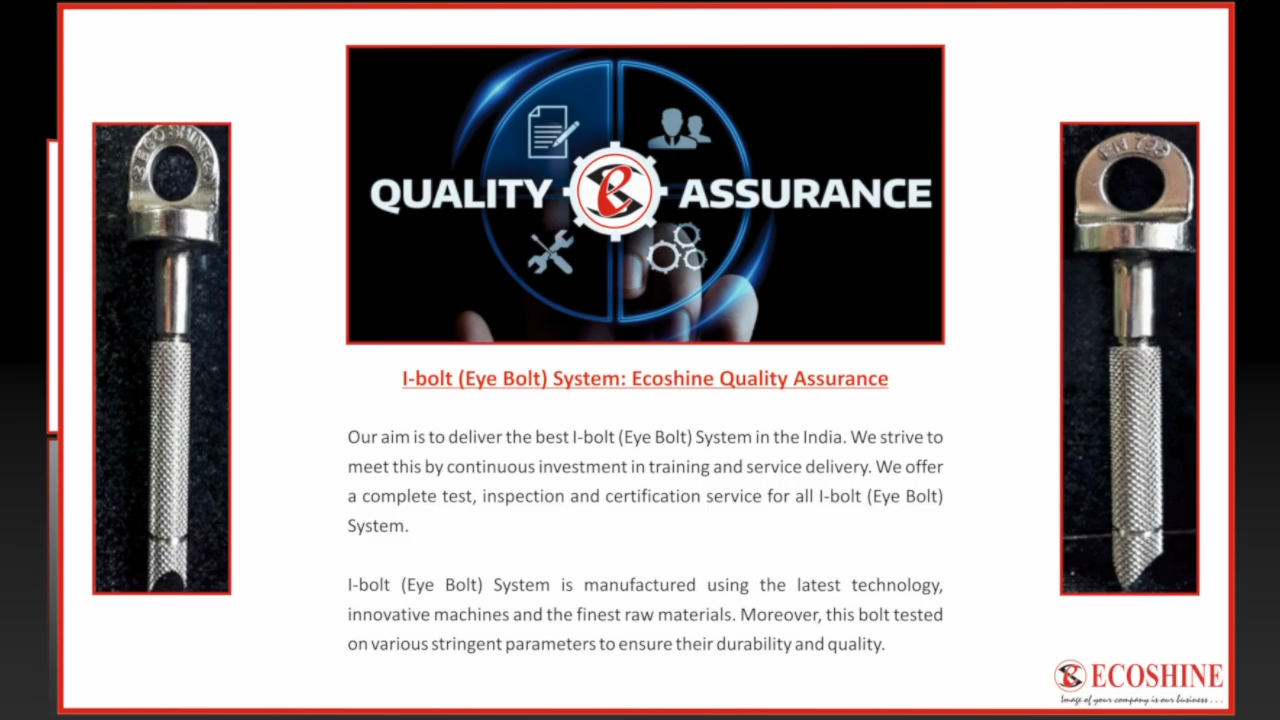 QUALITY e ASSURANCE
ECOSHINE
EN 795
I-bolt (Eye Bolt) System: Ecoshine Quality Assurance
Our aim is to deliver the best I-bolt (Eye Bolt) System in the India. We strive to
meet this by continuous investment in training and service delivery. We offer
a complete test, inspection and certification service for all I-bolt (Eye Bolt)
System.
I-bolt (Eye Bolt) System is manufactured using the latest technology,
innovative machines and the finest raw materials. Moreover, this bolt tested
on various stringent parameters to ensure their durability and quality.
e ECOSHINE
Image of your company is our business . . .